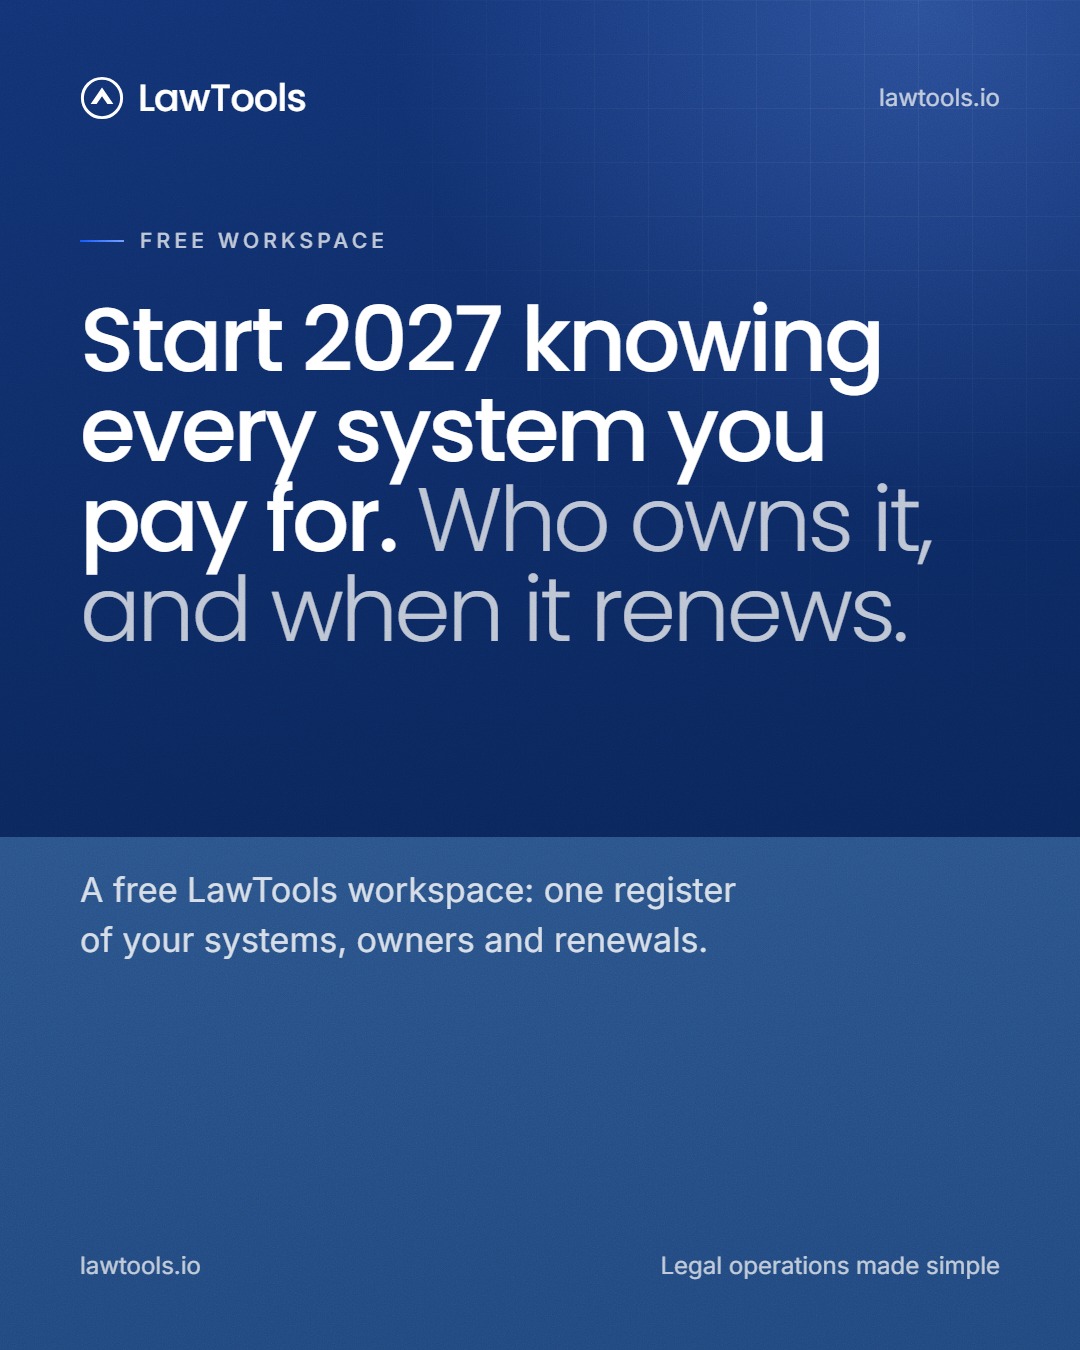 LawTools
lawtools.io
FREE WORKSPACE
Start 2027 knowing
every system you
pay for. Who owns it,
and when it renews.
A free LawTools workspace: one register
of your systems, owners and renewals.
lawtools.io
Legal operations made simple